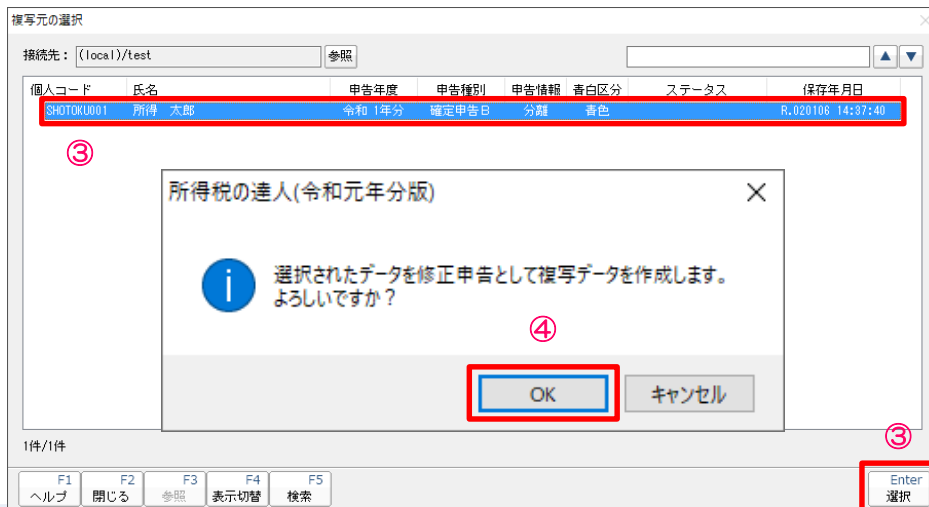 複写元の選択
接続先： (local)/test 参照 ▲ ▼
個人コード 氏名 申告年度 申告種別 申告情報 青白区分 ステータス 保存年月日
SHOTOKU001 所得 太郎 令和 1年分 確定申告B 分離 青色 R.020106 14:37:40
③
所得税の達人(令和元年分版)
選択されたデータを修正申告として複写データを作成します。
よろしいですか？
④
OK キャンセル
1件/1件
③
F1 F2 F3 F4 F5 Enter
ヘルプ 閉じる 参照 表示切替 検索 選択